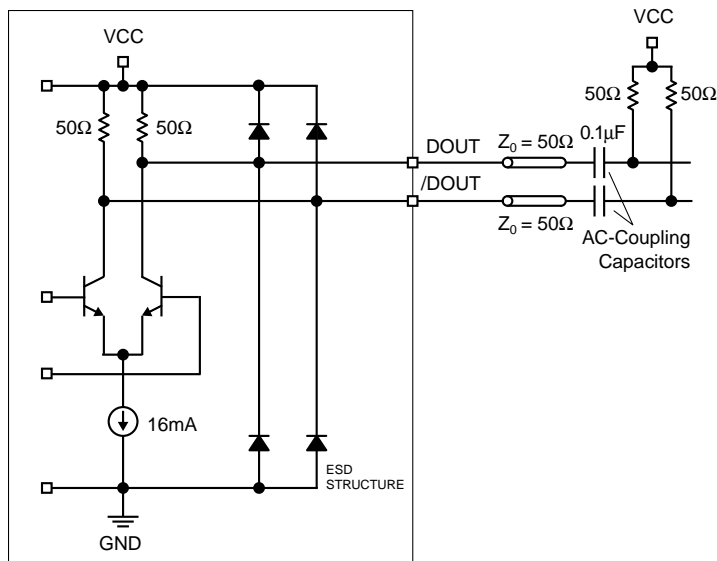 VCC
VCC
50Ω
50Ω
50Ω
50Ω
DOUT
Z0 = 50Ω
0.1µF
/DOUT
Z0 = 50Ω
AC-Coupling
Capacitors
16mA
ESD
STRUCTURE
GND